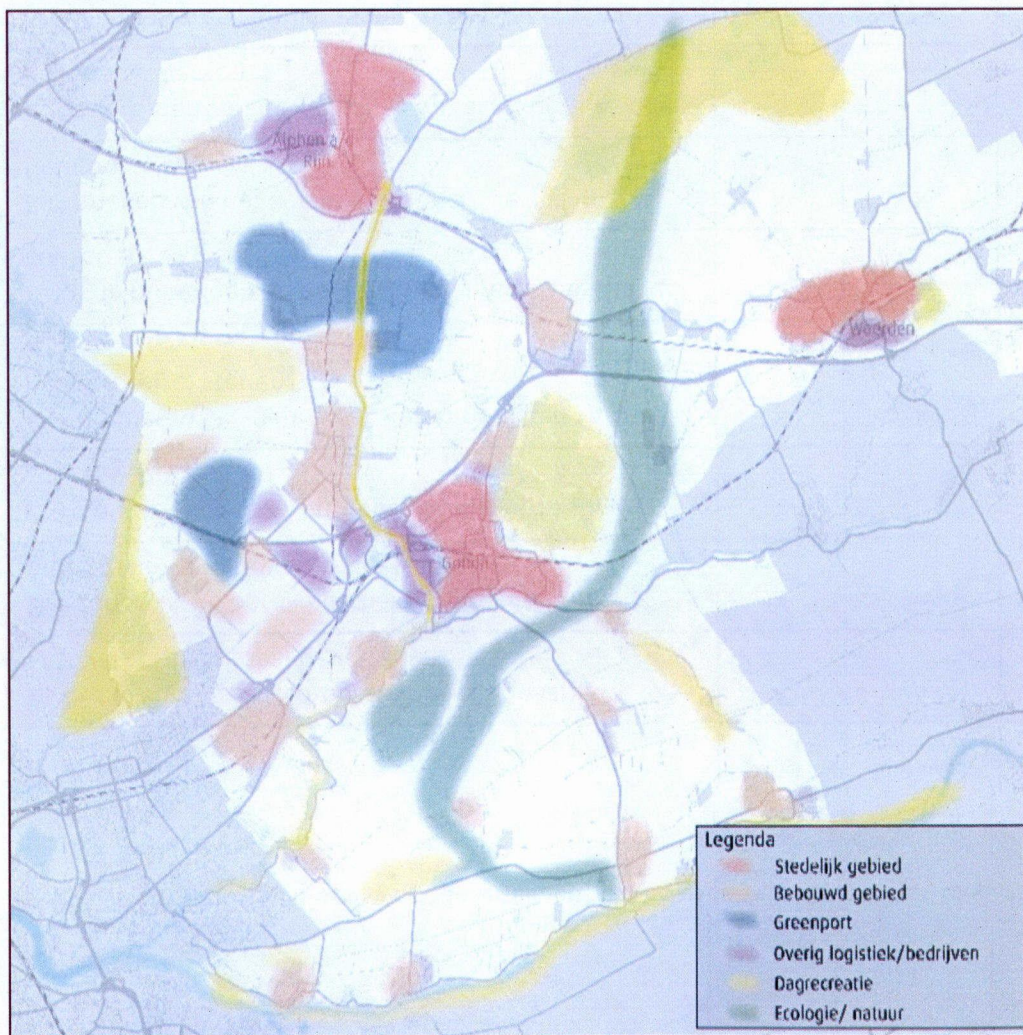 Alphen a/d
Rijn
Woerden
Gouda
Legenda
Stedelijk gebied
Bebouwd gebied
Greenport
Overig logistiek/bedrijven
Dagrecreatie
Ecologie/ natuur